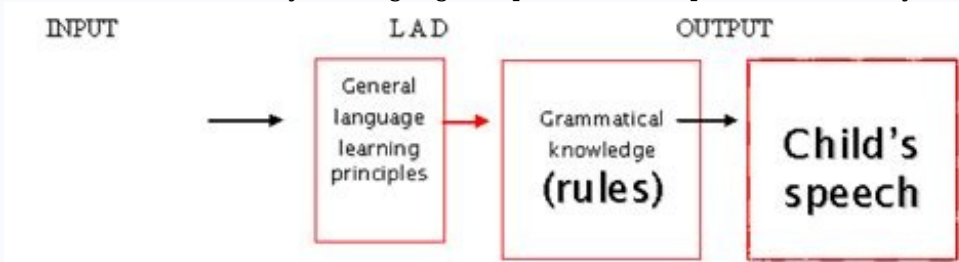 INPUT LAD OUTPUT
General
language
learning
principles
Grammatical
knowledge
(rules)
Child's
speech